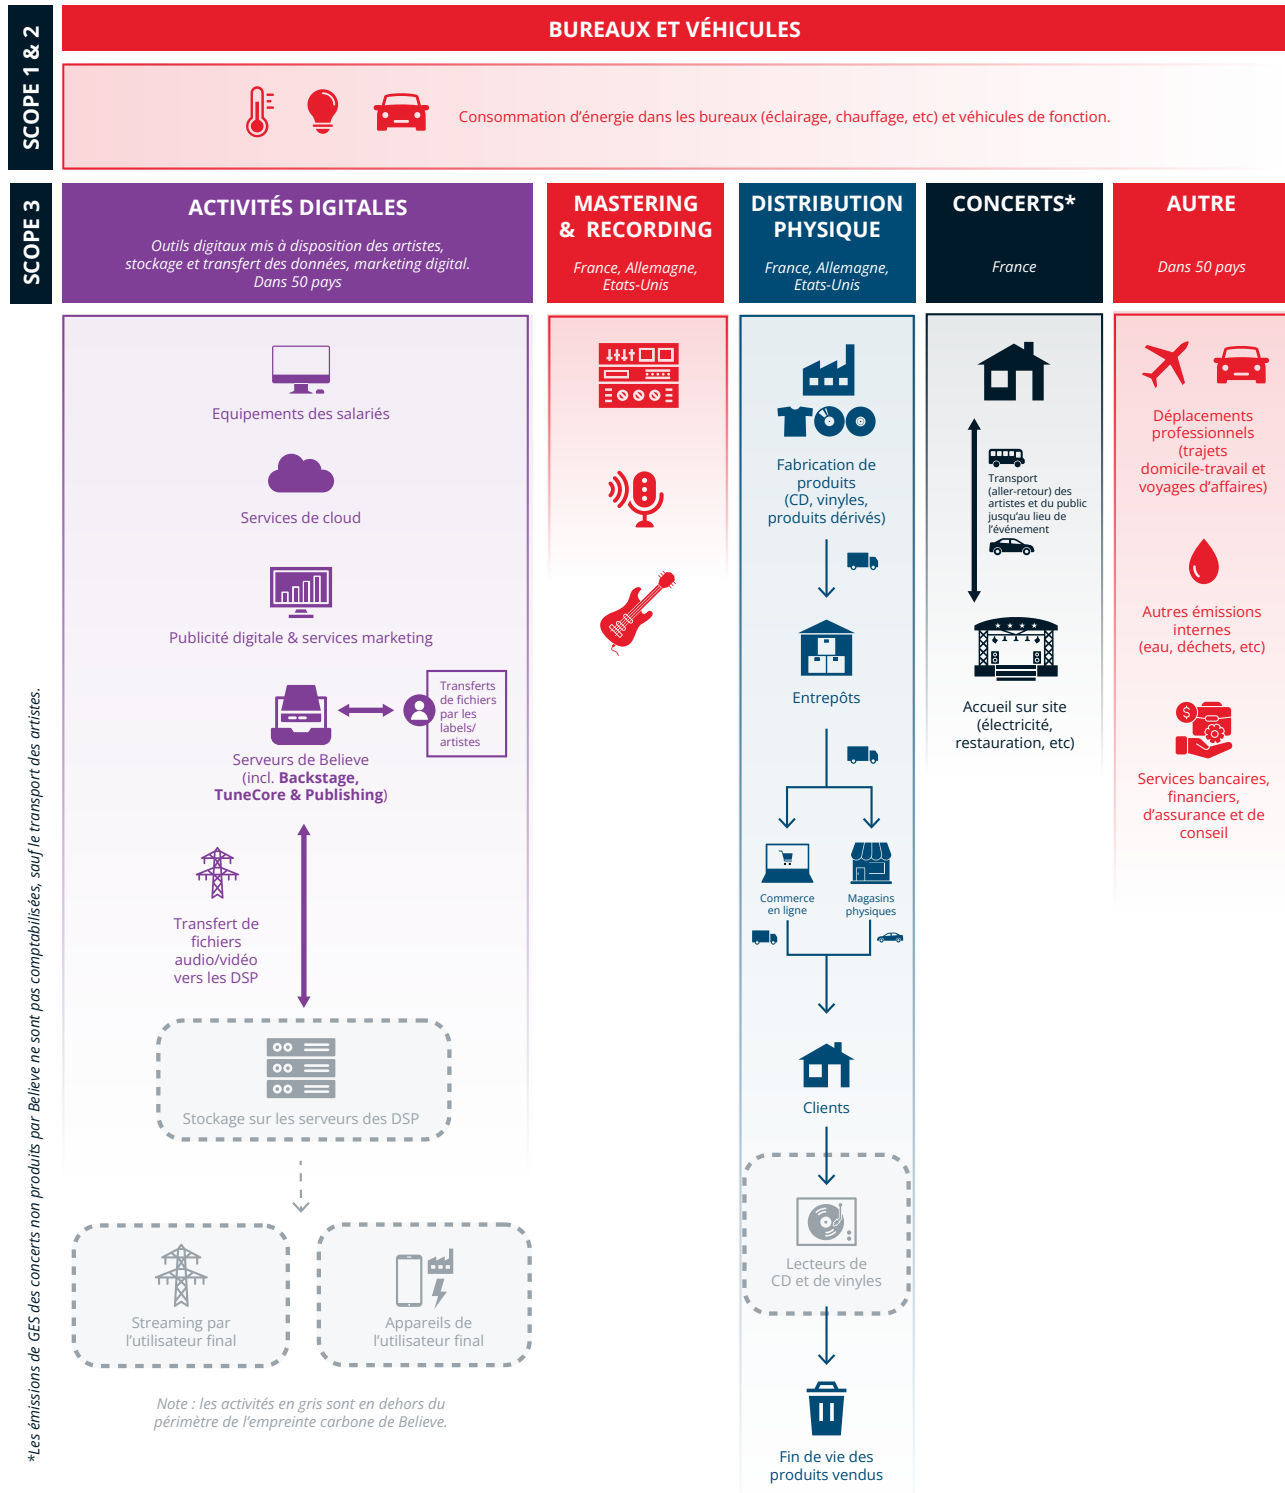 SCOPE 1 & 2
BUREAUX ET VÉHICULES
Consommation d’énergie dans les bureaux (éclairage, chauffage, etc) et véhicules de fonction.
SCOPE 3
ACTIVITÉS DIGITALES
Outils digitaux mis à disposition des artistes,
stockage et transfert des données, marketing digital.
Dans 50 pays
Equipements des salariés
Services de cloud
Publicité digitale & services marketing
Transferts
de fichiers
par les
labels/
artistes
Serveurs de Believe
(incl. Backstage,
TuneCore & Publishing)
Transfert de
fichiers
audio/vidéo
vers les DSP
Stockage sur les serveurs des DSP
Streaming par
l’utilisateur final
Appareils de
l’utilisateur final
Note : les activités en gris sont en dehors du
périmètre de l’empreinte carbone de Believe.
MASTERING
& RECORDING
France, Allemagne,
Etats-Unis
DISTRIBUTION
PHYSIQUE
France, Allemagne,
Etats-Unis
Fabrication de
produits
(CD, vinyles,
produits dérivés)
Entrepôts
Commerce
en ligne
Magasins
physiques
Clients
Lecteurs de
CD et de vinyles
Fin de vie des
produits vendus
CONCERTS*
France
Transport
(aller-retour) des
artistes et du public
jusqu’au lieu de
l’événement
Accueil sur site
(électricité,
restauration, etc)
AUTRE
Dans 50 pays
Déplacements
professionnels
(trajets
domicile-travail et
voyages d’affaires)
Autres émissions
internes
(eau, déchets, etc)
$
Services bancaires,
financiers,
d’assurance et de
conseil
*Les émissions de GES des concerts non produits par Believe ne sont pas comptabilisées, sauf le transport des artistes.